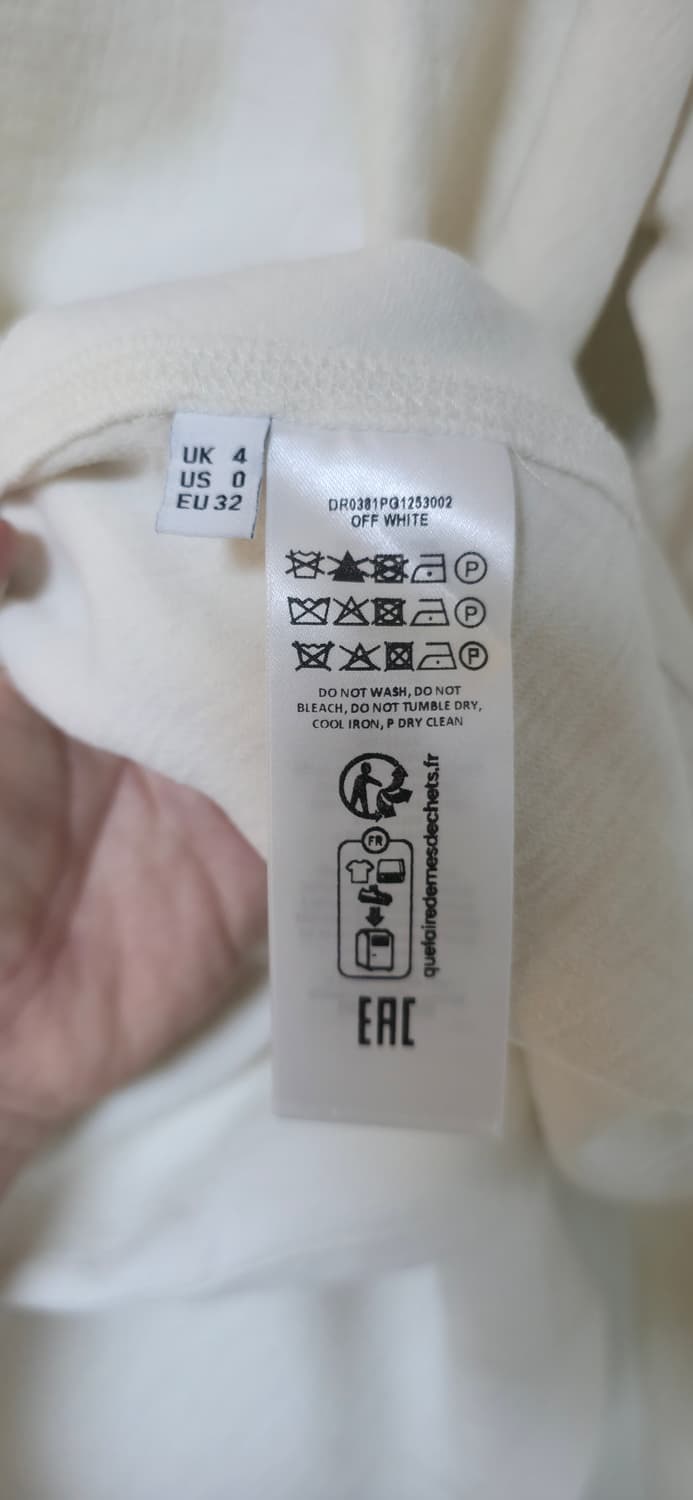 UK 4
US 0
EU 32
DR0381PG1253002
OFF WHITE
P
P
P
DO NOT WASH, DO NOT
BLEACH, DO NOT TUMBLE DRY,
COOL IRON, P DRY CLEAN
FR
quefairedemesdechets.fr
EAC